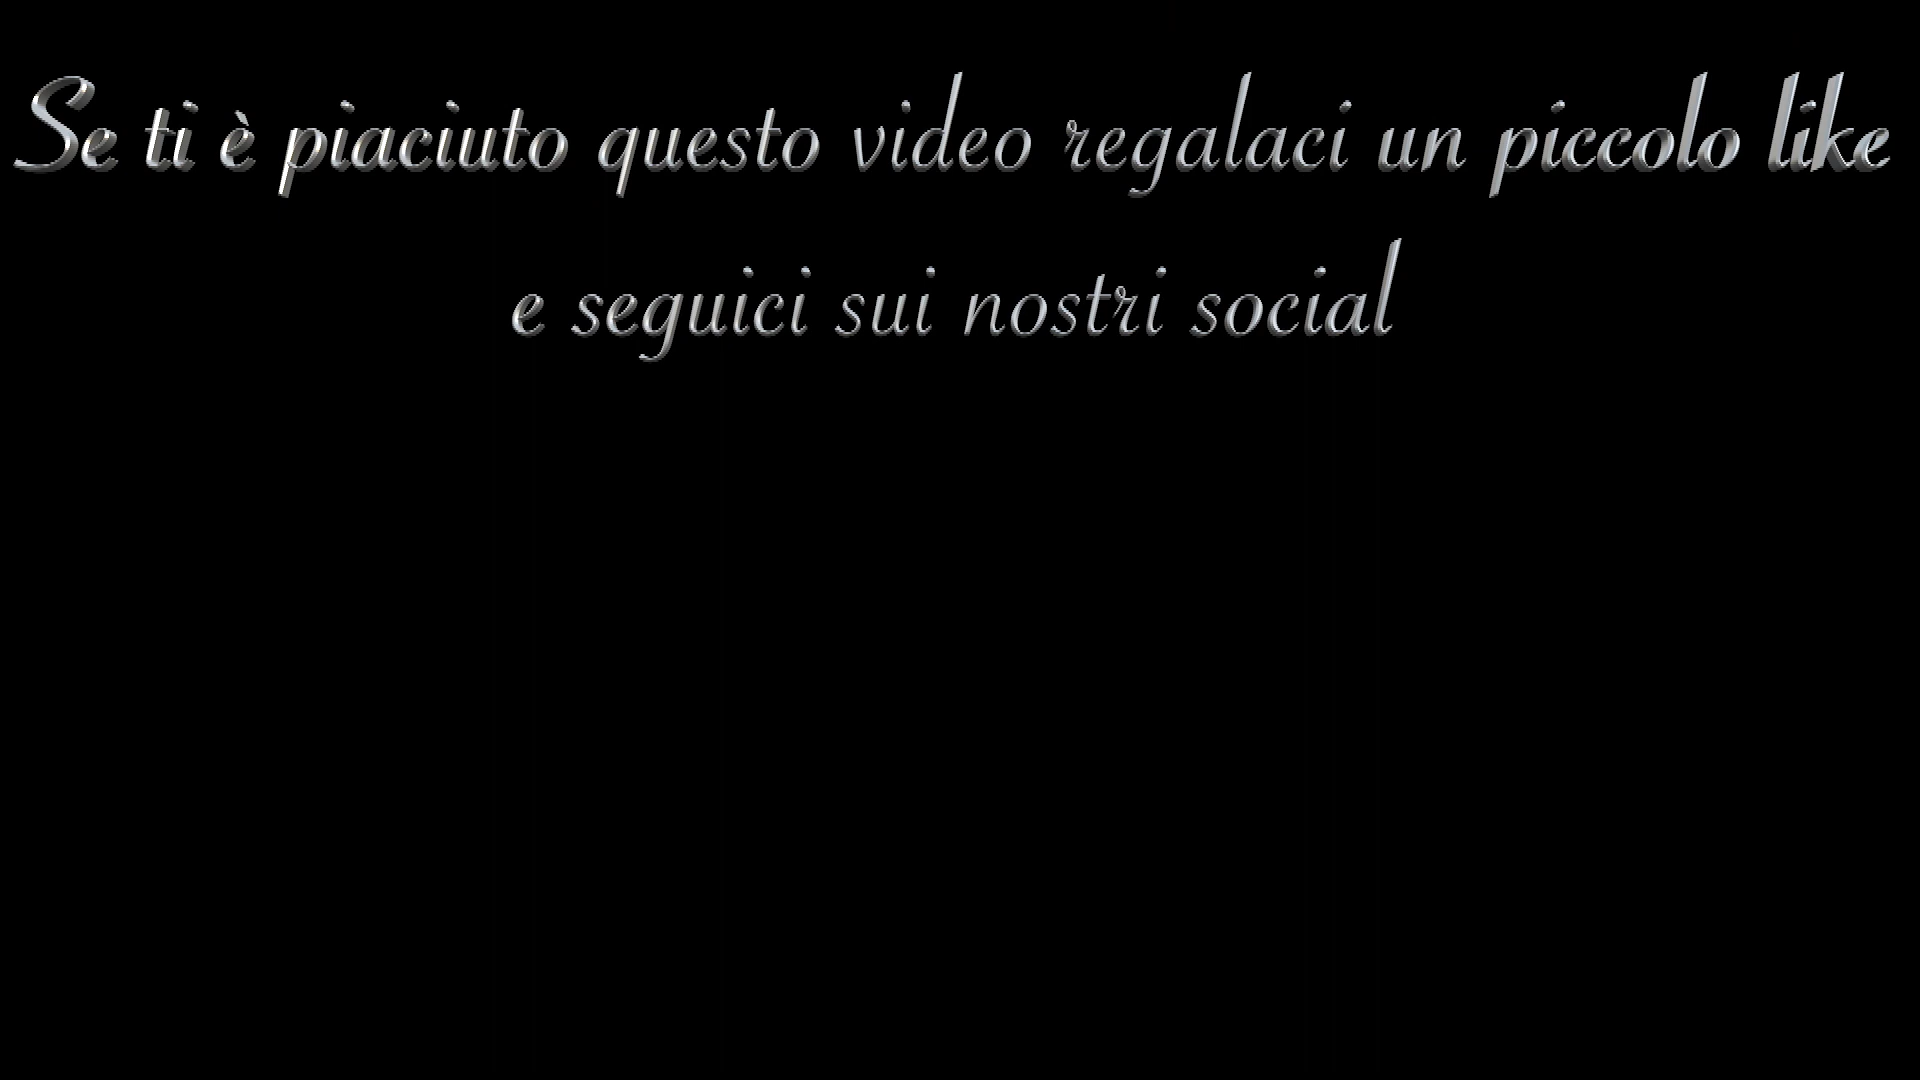 Se ti è piaciuto questo video regalaci un piccolo like
e seguici sui nostri social